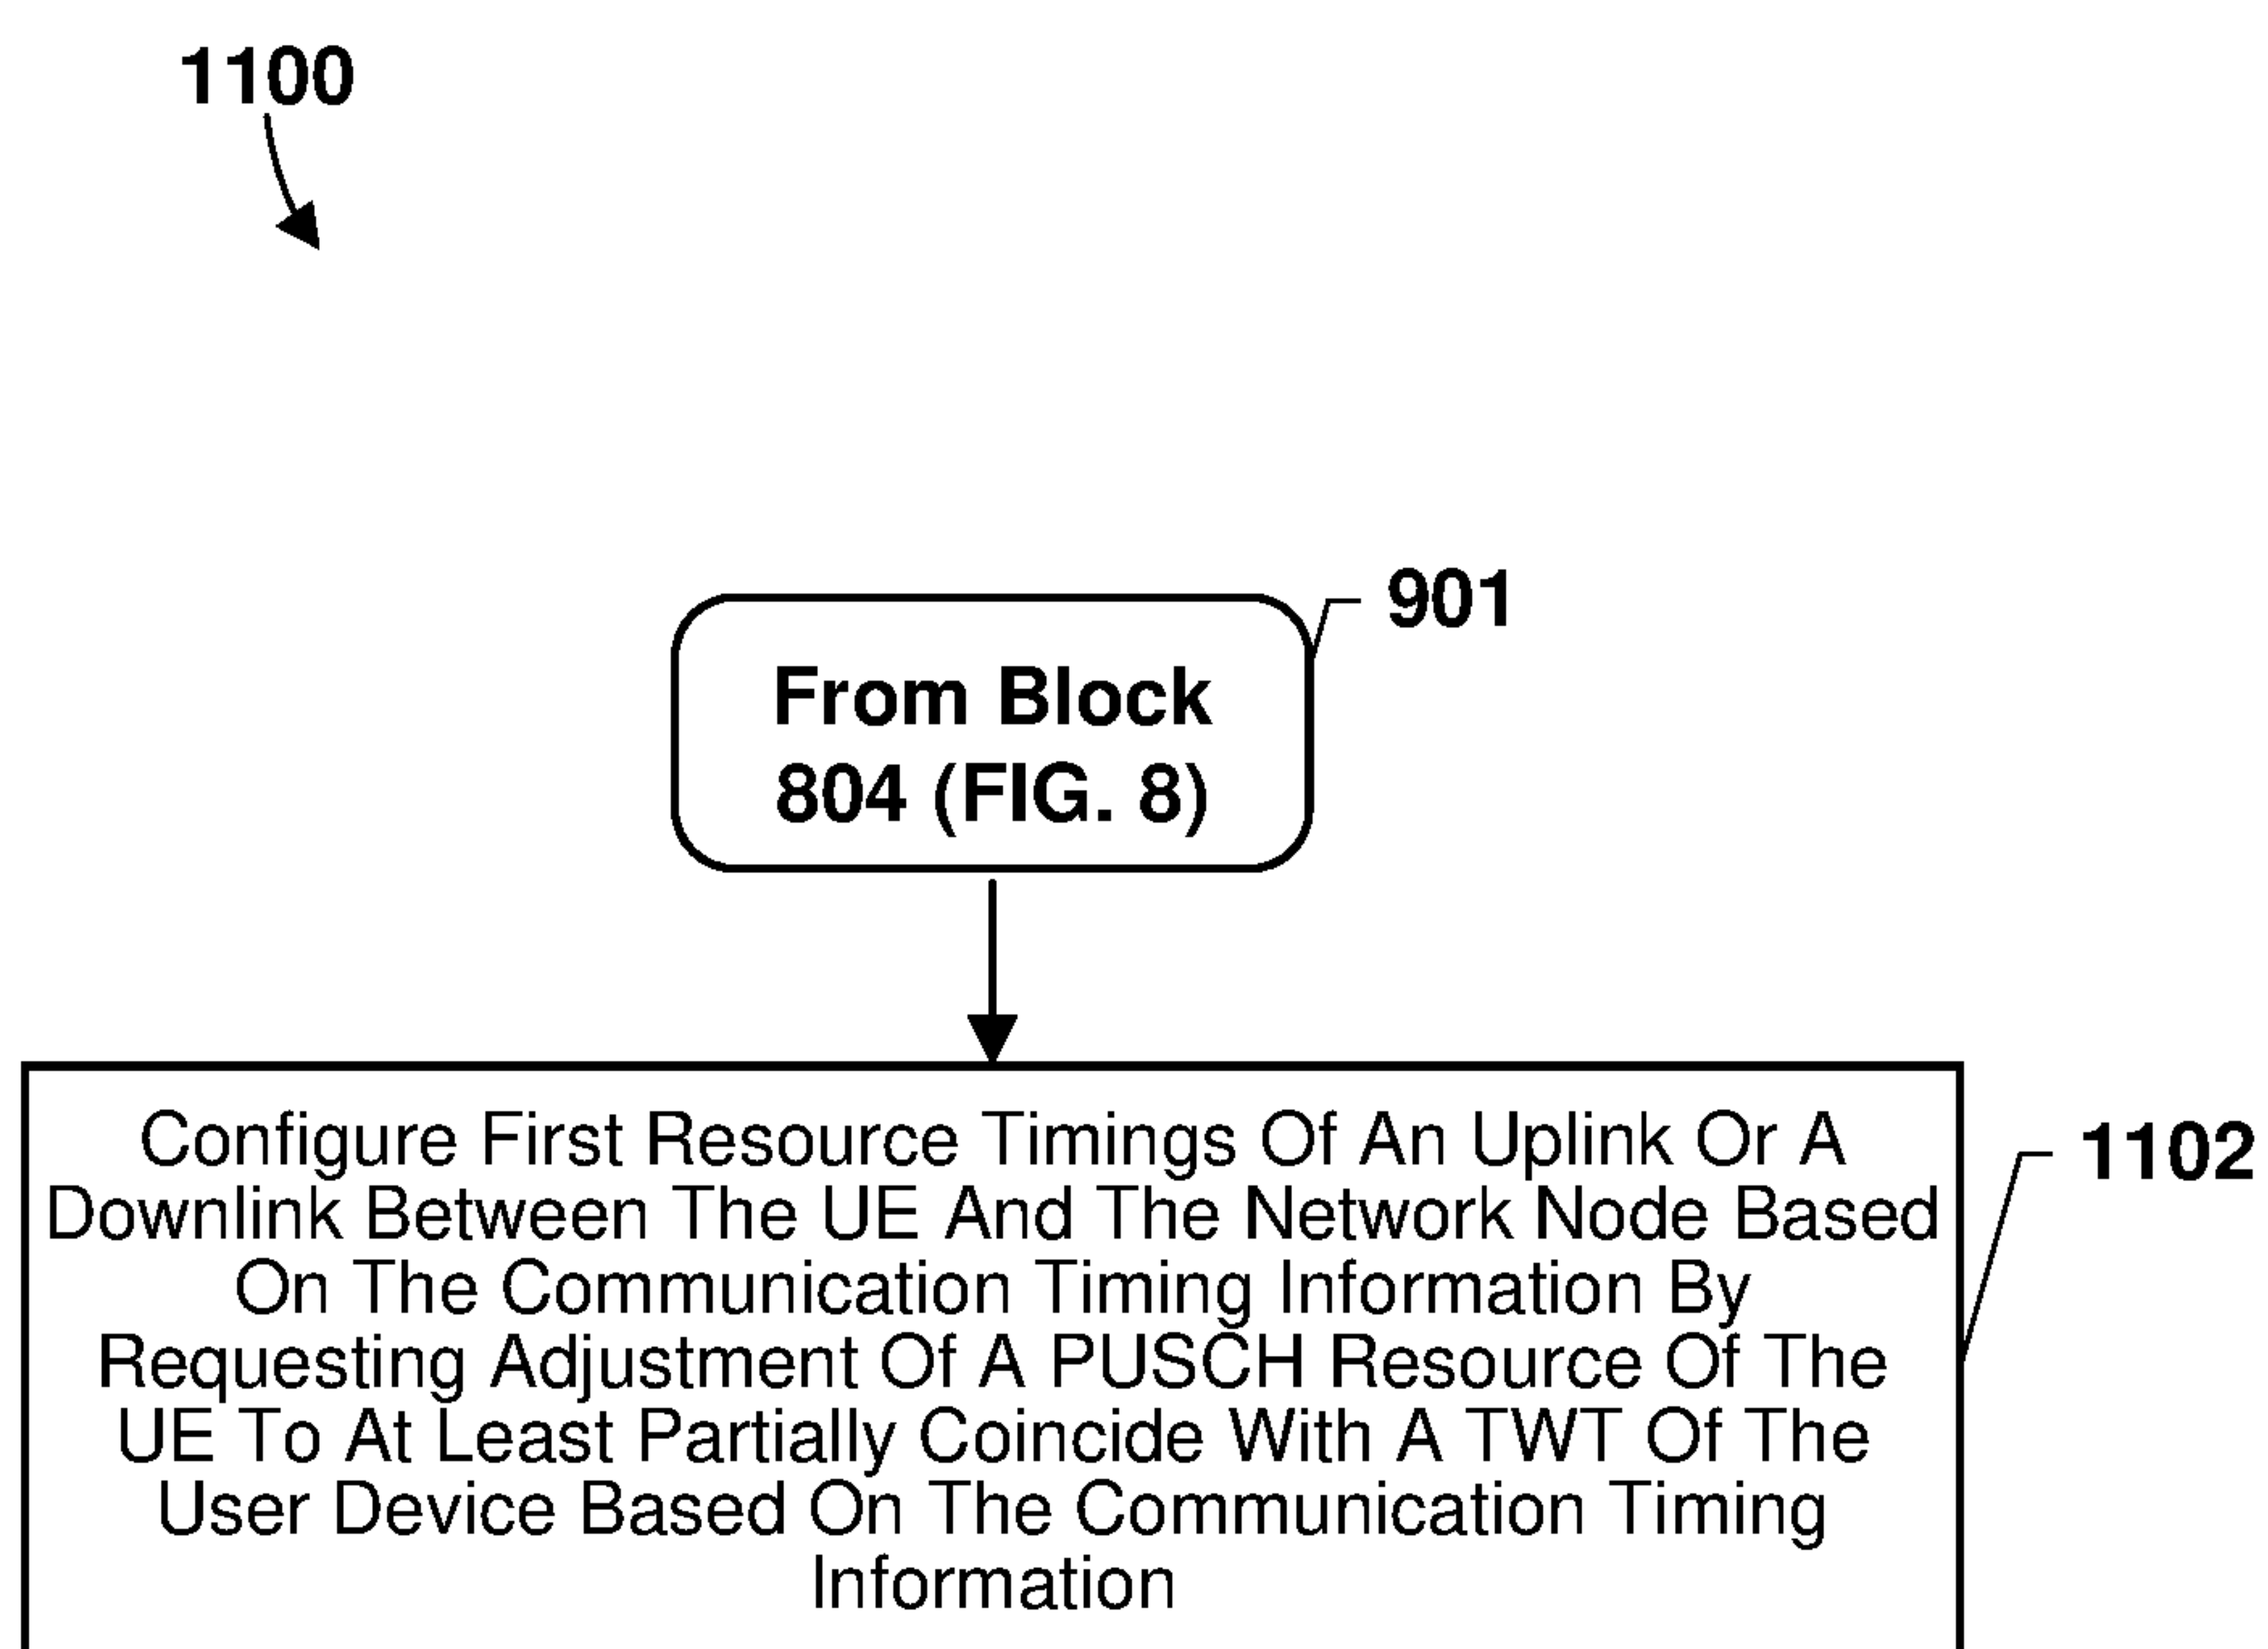 1100
901
From Block
804 (FIG. 8)
Configure First Resource Timings Of An Uplink Or A
Downlink Between The UE And The Network Node Based
On The Communication Timing Information By
Requesting Adjustment Of A PUSCH Resource Of The
UE To At Least Partially Coincide With A TWT Of The
User Device Based On The Communication Timing
Information
1102